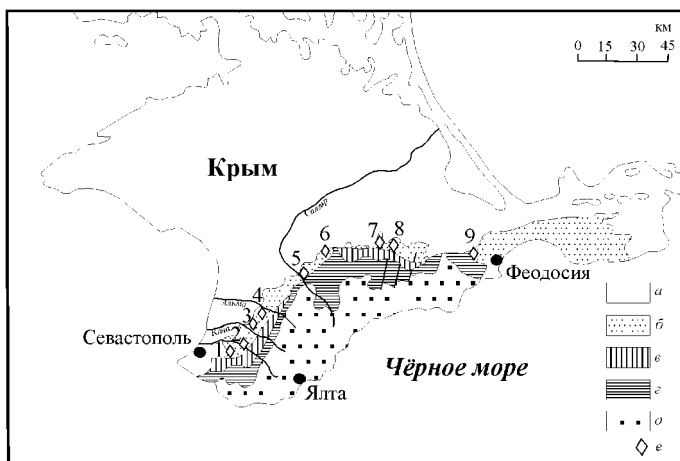 км
0 15 30 45
Крым
Салгир
6 7 8 9
5
Феодосия
4
Альма
3
Кача
2
1
Севастополь
Ялта
Чёрное море
а
б
в
г
д
е